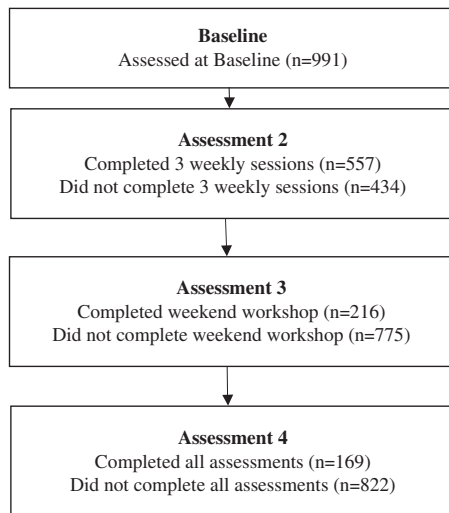 Baseline
Assessed at Baseline (n=991)
Assessment 2
Completed 3 weekly sessions (n=557)
Did not complete 3 weekly sessions (n=434)
Assessment 3
Completed weekend workshop (n=216)
Did not complete weekend workshop (n=775)
Assessment 4
Completed all assessments (n=169)
Did not complete all assessments (n=822)